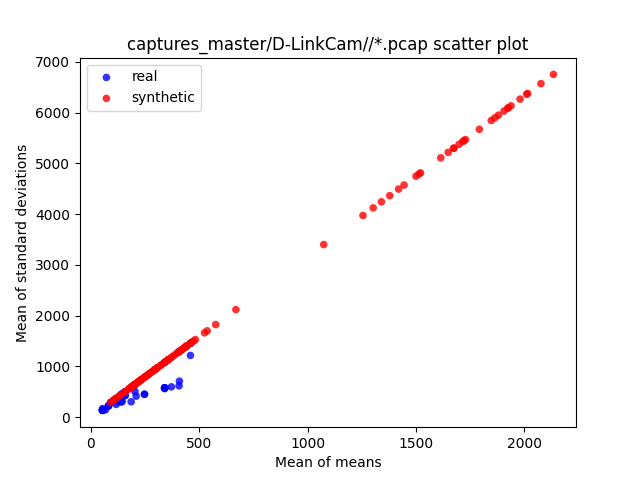 captures_master/D-LinkCam//*.pcap scatter plot
real
synthetic
Mean of standard deviations
7000
6000
5000
4000
3000
2000
1000
0
0 500 1000 1500 2000
Mean of means